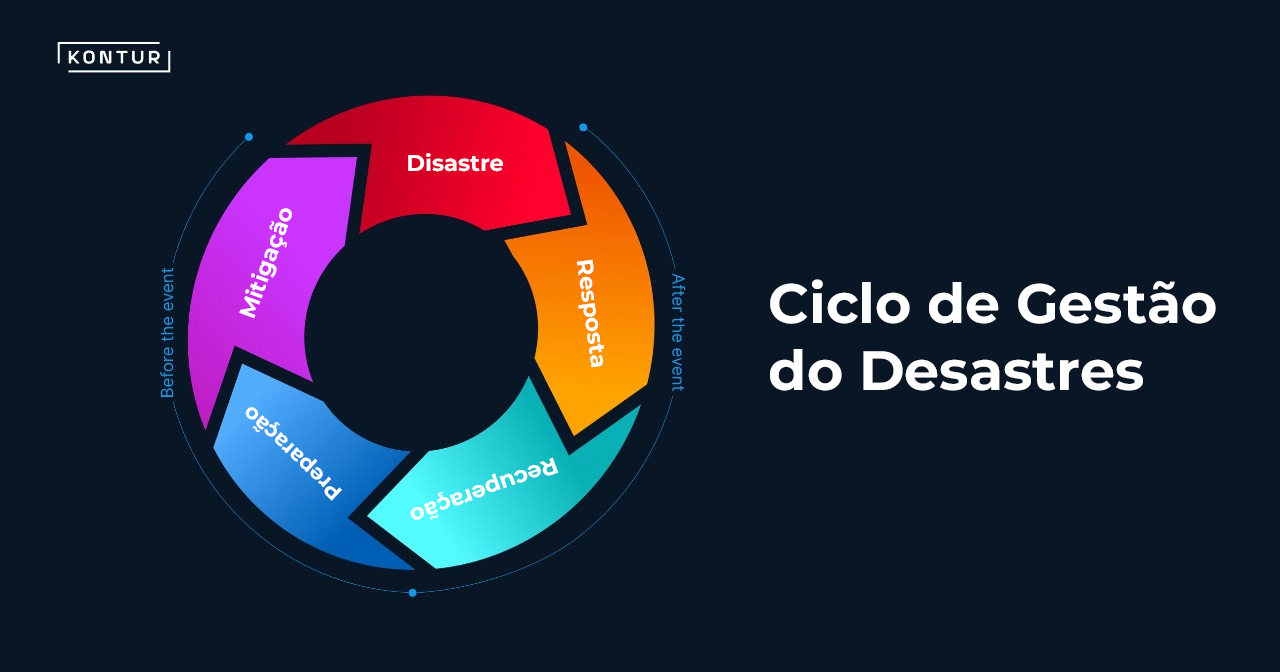 KONTUR
Disastre
Resposta
Recuperação
Preparação
Mitigação
Before the event
After the event
Ciclo de Gestão
do Desastres